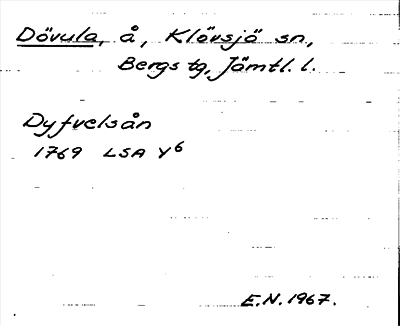 Dövula, å, Klövsjö sn,
Bergs tg, Jämtl. l.
Dyfvelsån
1769 LSA Y6
E.N. 1967.